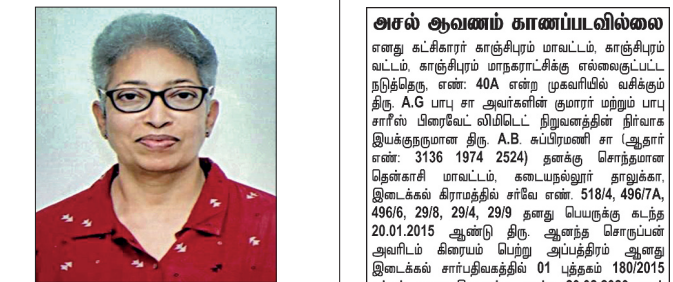 அசல் ஆவணம் காணப்படவில்லை
எனது கட்சிகாரர் காஞ்சிபுரம் மாவட்டம், காஞ்சிபுரம்
வட்டம், காஞ்சிபுரம் மாநகராட்சிக்கு எல்லைகுட்பட்ட
நடுத்தெரு, எண்: 40A என்ற முகவரியில் வசிக்கும்
திரு. A.G பாபு சா அவர்களின் குமாரர் மற்றும் பாபு
சாரீஸ் பிரைவேட் லிமிடெட் நிறுவனத்தின் நிர்வாக
இயக்குநருமான திரு. A.B. சுப்பிரமணி சா (ஆதார்
எண்: 3136 1974 2524) தனக்கு சொந்தமான
தென்காசி மாவட்டம், கடையநல்லூர் தாலுக்கா,
இடைக்கல் கிராமத்தில் சர்வே எண். 518/4, 496/7A,
496/6, 29/8, 29/4, 29/9 தனது பெயருக்கு கடந்த
20.01.2015 ஆண்டு திரு. ஆனந்த சொருப்பன்
அவரிடம் கிரையம் பெற்று அப்பத்திரம் ஆனது
இடைக்கல் சார்பதிவகத்தில் 01 புத்தகம் 180/2015